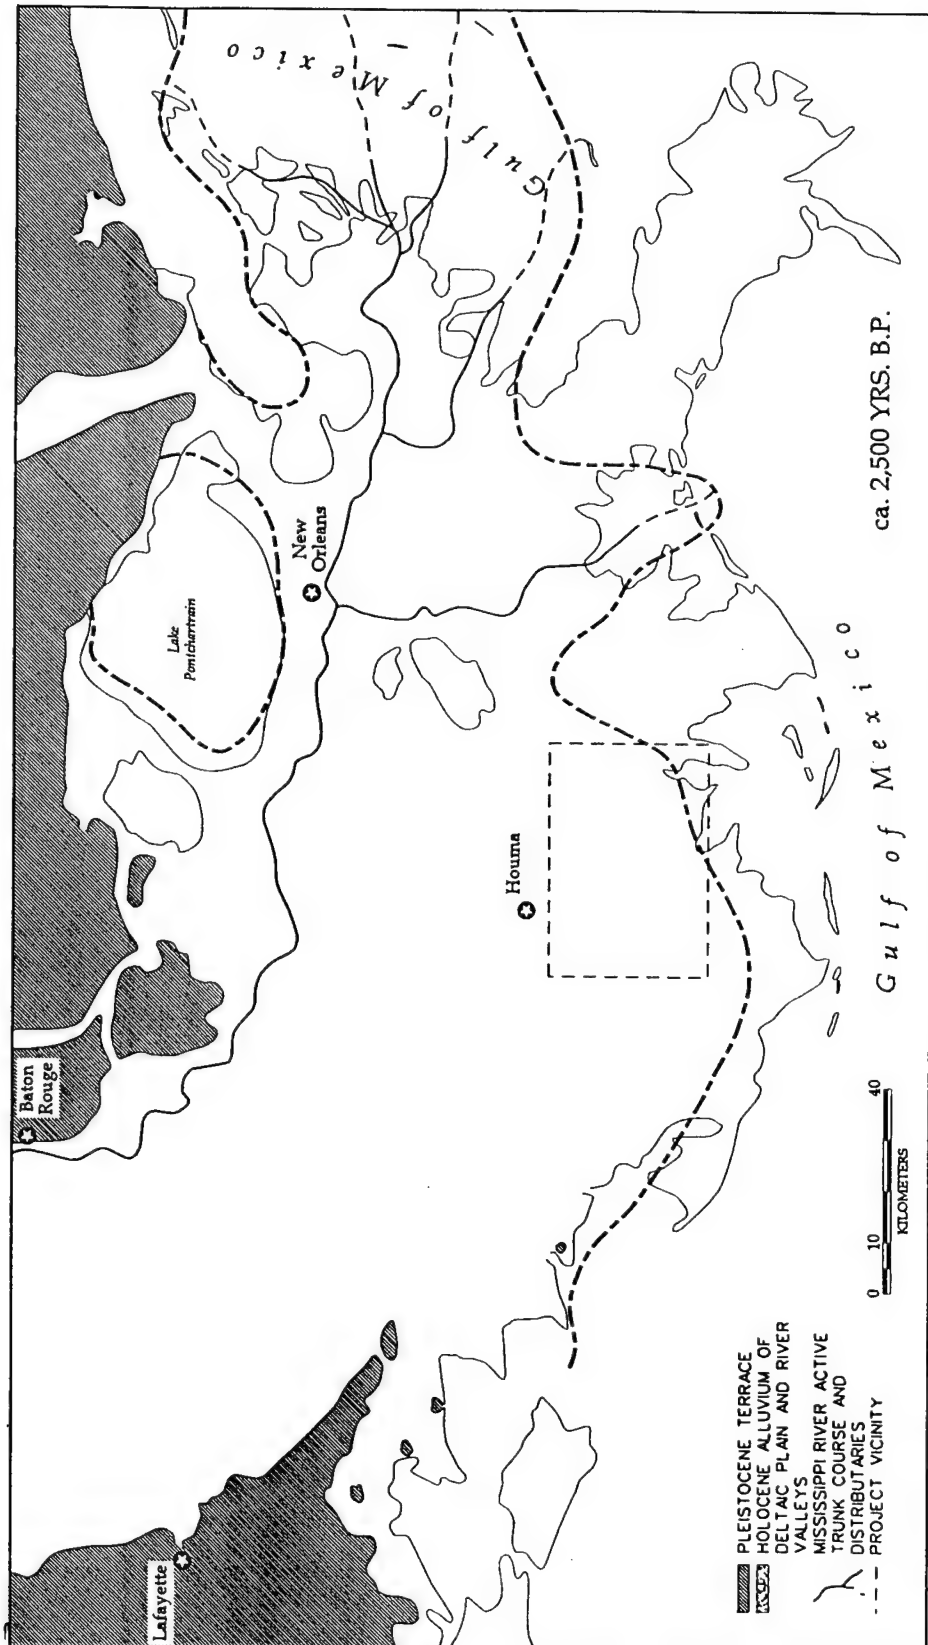 Baton
Rouge
Lafayette
New
Orleans
Lake
Pontchartrain
Houma
Gulf of Mexico
Gulf of Mexico
ca. 2,500 YRS. B.P.
0 10 40
KILOMETERS
PLEISTOCENE TERRACE
HOLOCENE ALLUVIUM OF
DELTAIC PLAIN AND RIVER
VALLEYS
MISSISSIPPI RIVER ACTIVE
TRUNK COURSE AND
DISTRIBUTARIES
PROJECT VICINITY